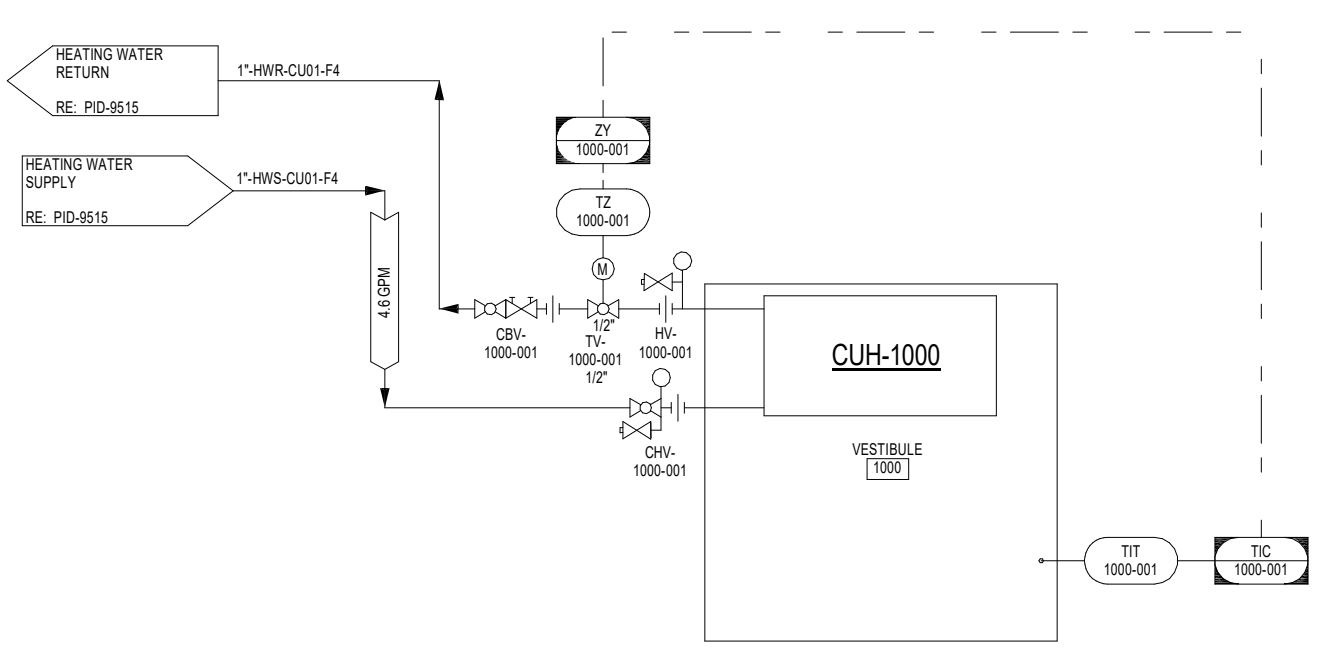 HEATING WATER
RETURN
RE: PID-9515
1"-HWR-CU01-F4
HEATING WATER
SUPPLY
RE: PID-9515
1"-HWS-CU01-F4
4.6 GPM
ZY
1000-001
TZ
1000-001
M
CBV-
1000-001
1/2"
TV-
1000-001
1/2"
HV-
1000-001
CHV-
1000-001
CUH-1000
VESTIBULE
1000
TIT
1000-001
TIC
1000-001